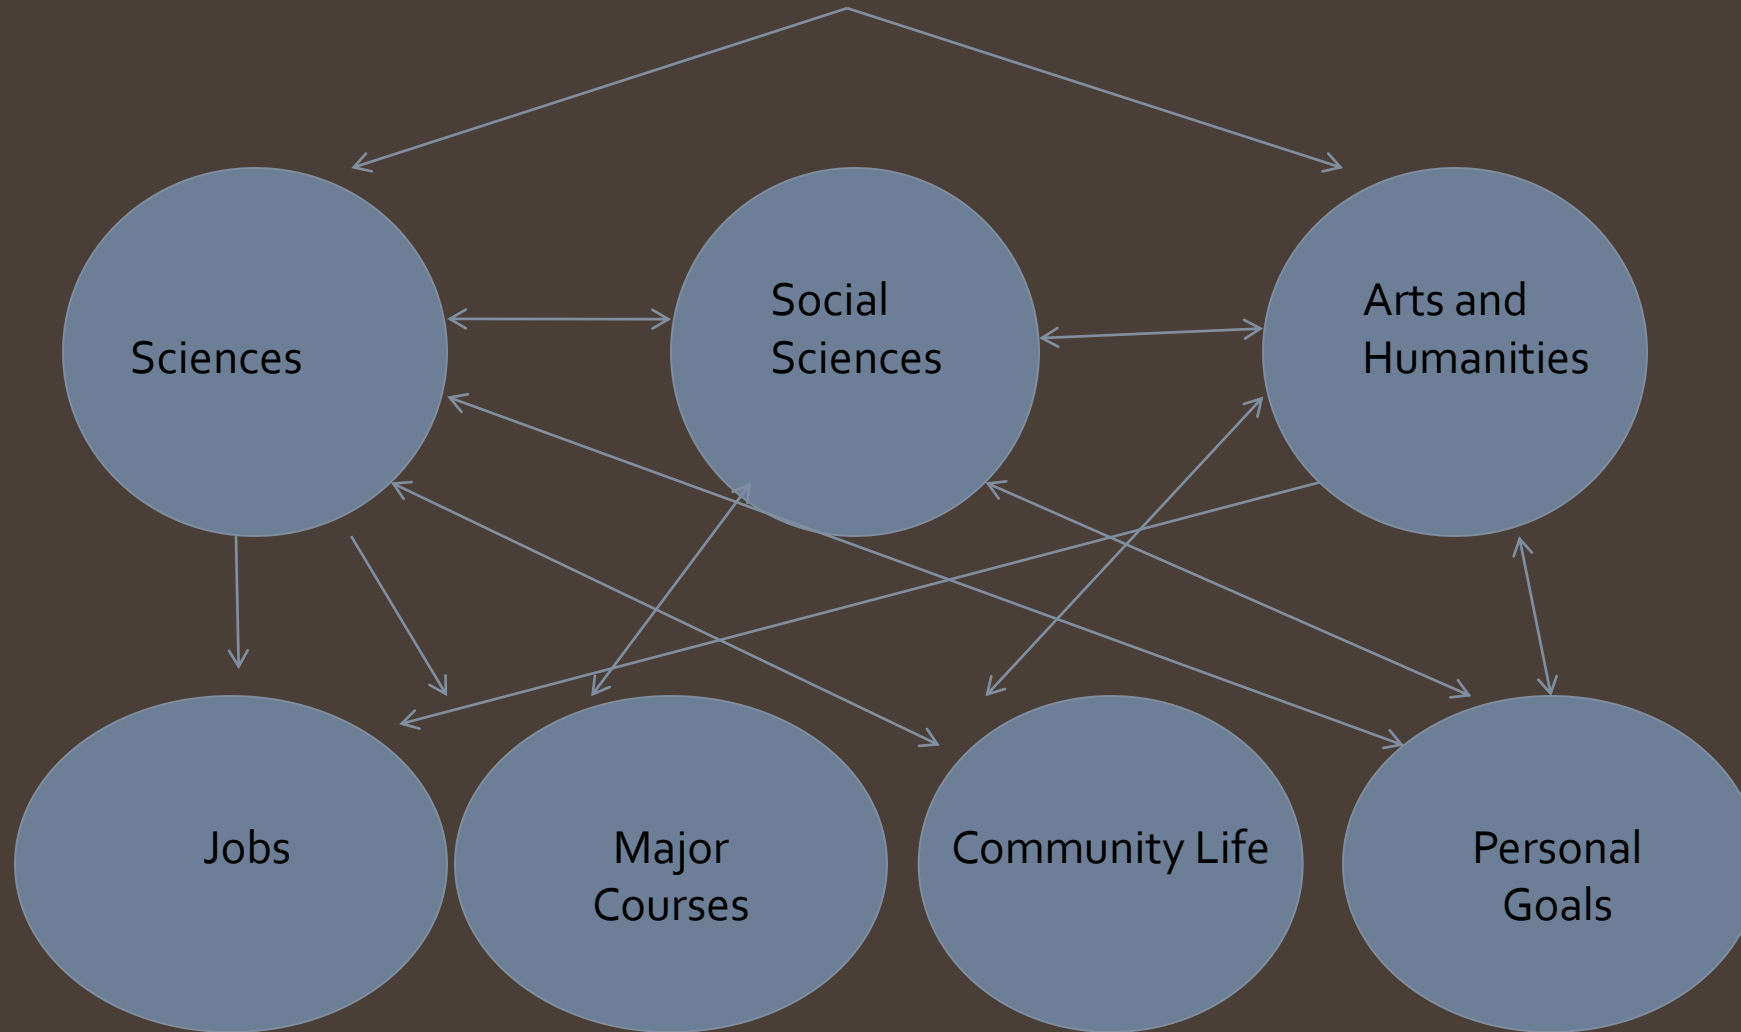 Sciences
Social
Sciences
Arts and
Humanities
Jobs
Major
Courses
Community Life
Personal
Goals